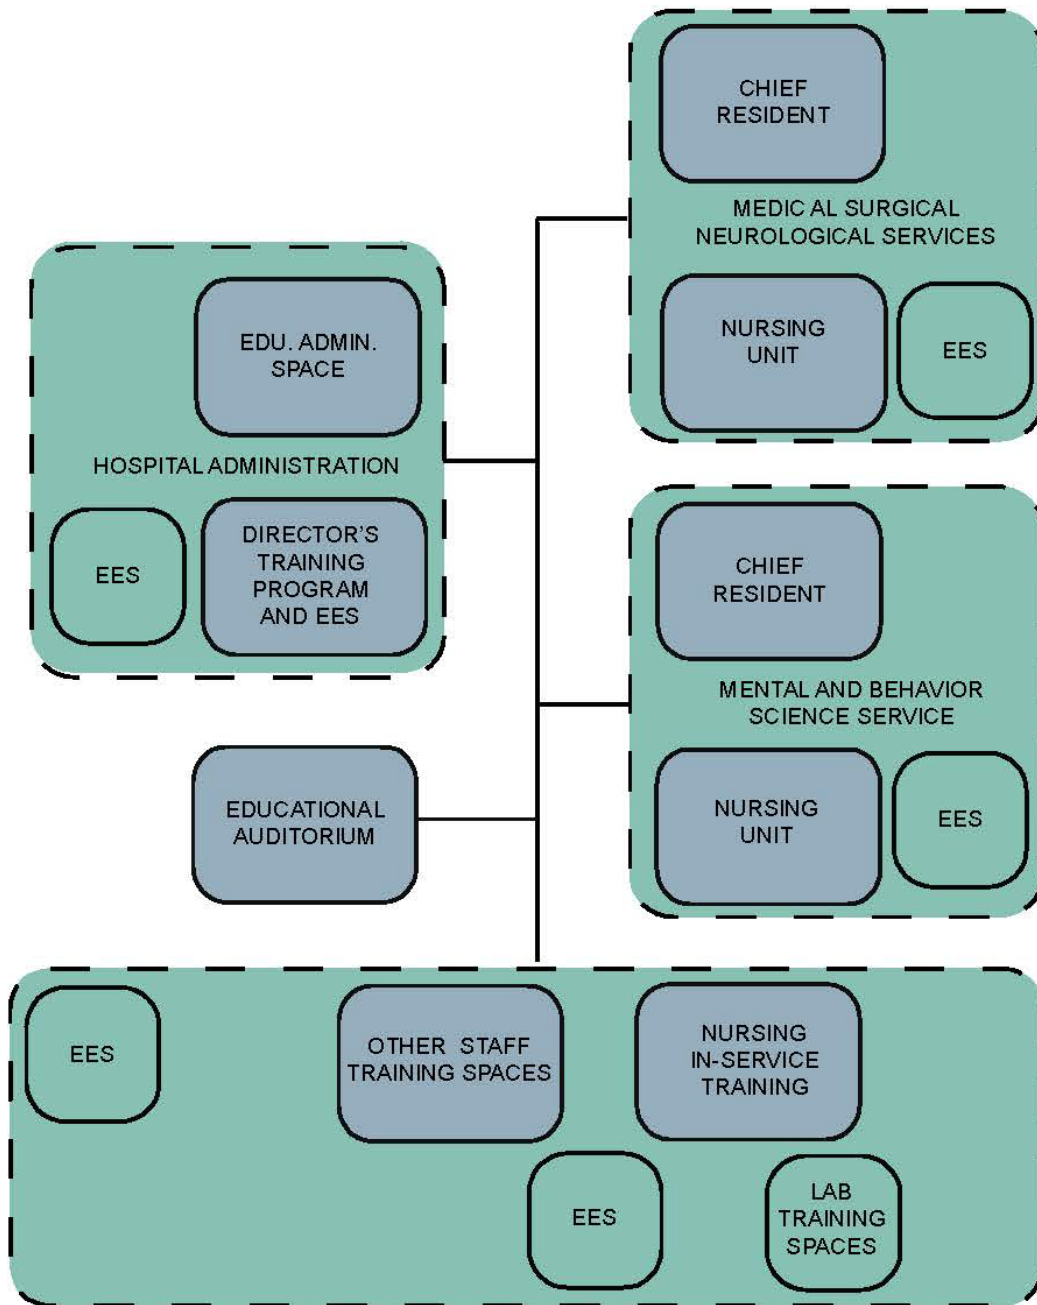 CHIEF
RESIDENT
MEDICAL SURGICAL
NEUROLOGICAL SERVICES
NURSING
UNIT
EES
EDU. ADMIN.
SPACE
HOSPITAL ADMINISTRATION
EES
DIRECTOR'S
TRAINING
PROGRAM
AND EES
CHIEF
RESIDENT
MENTAL AND BEHAVIOR
SCIENCE SERVICE
NURSING
UNIT
EES
EDUCATIONAL
AUDITORIUM
EES
OTHER STAFF
TRAINING SPACES
NURSING
IN-SERVICE
TRAINING
EES
LAB
TRAINING
SPACES